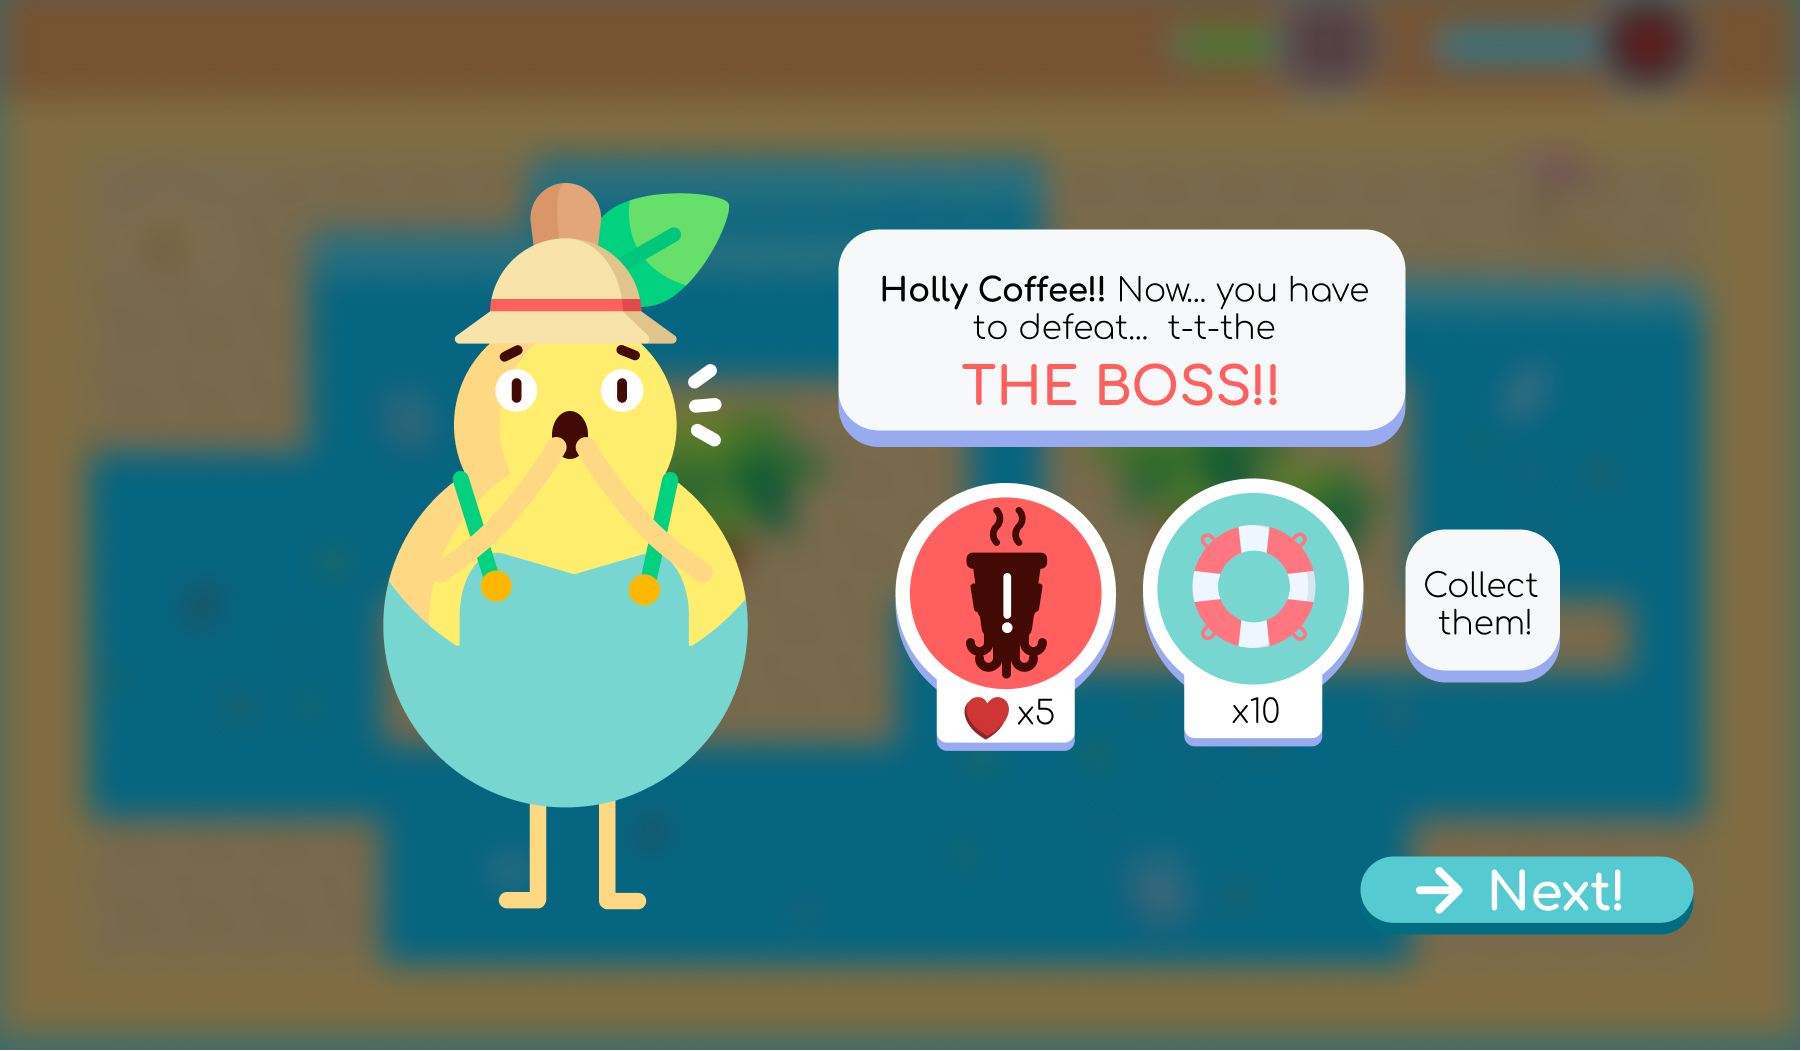 Holly Coffee!! Now... you have
to defeat... t-t-the
THE BOSS!!
!
x5
x10
Collect
them!
→ Next!